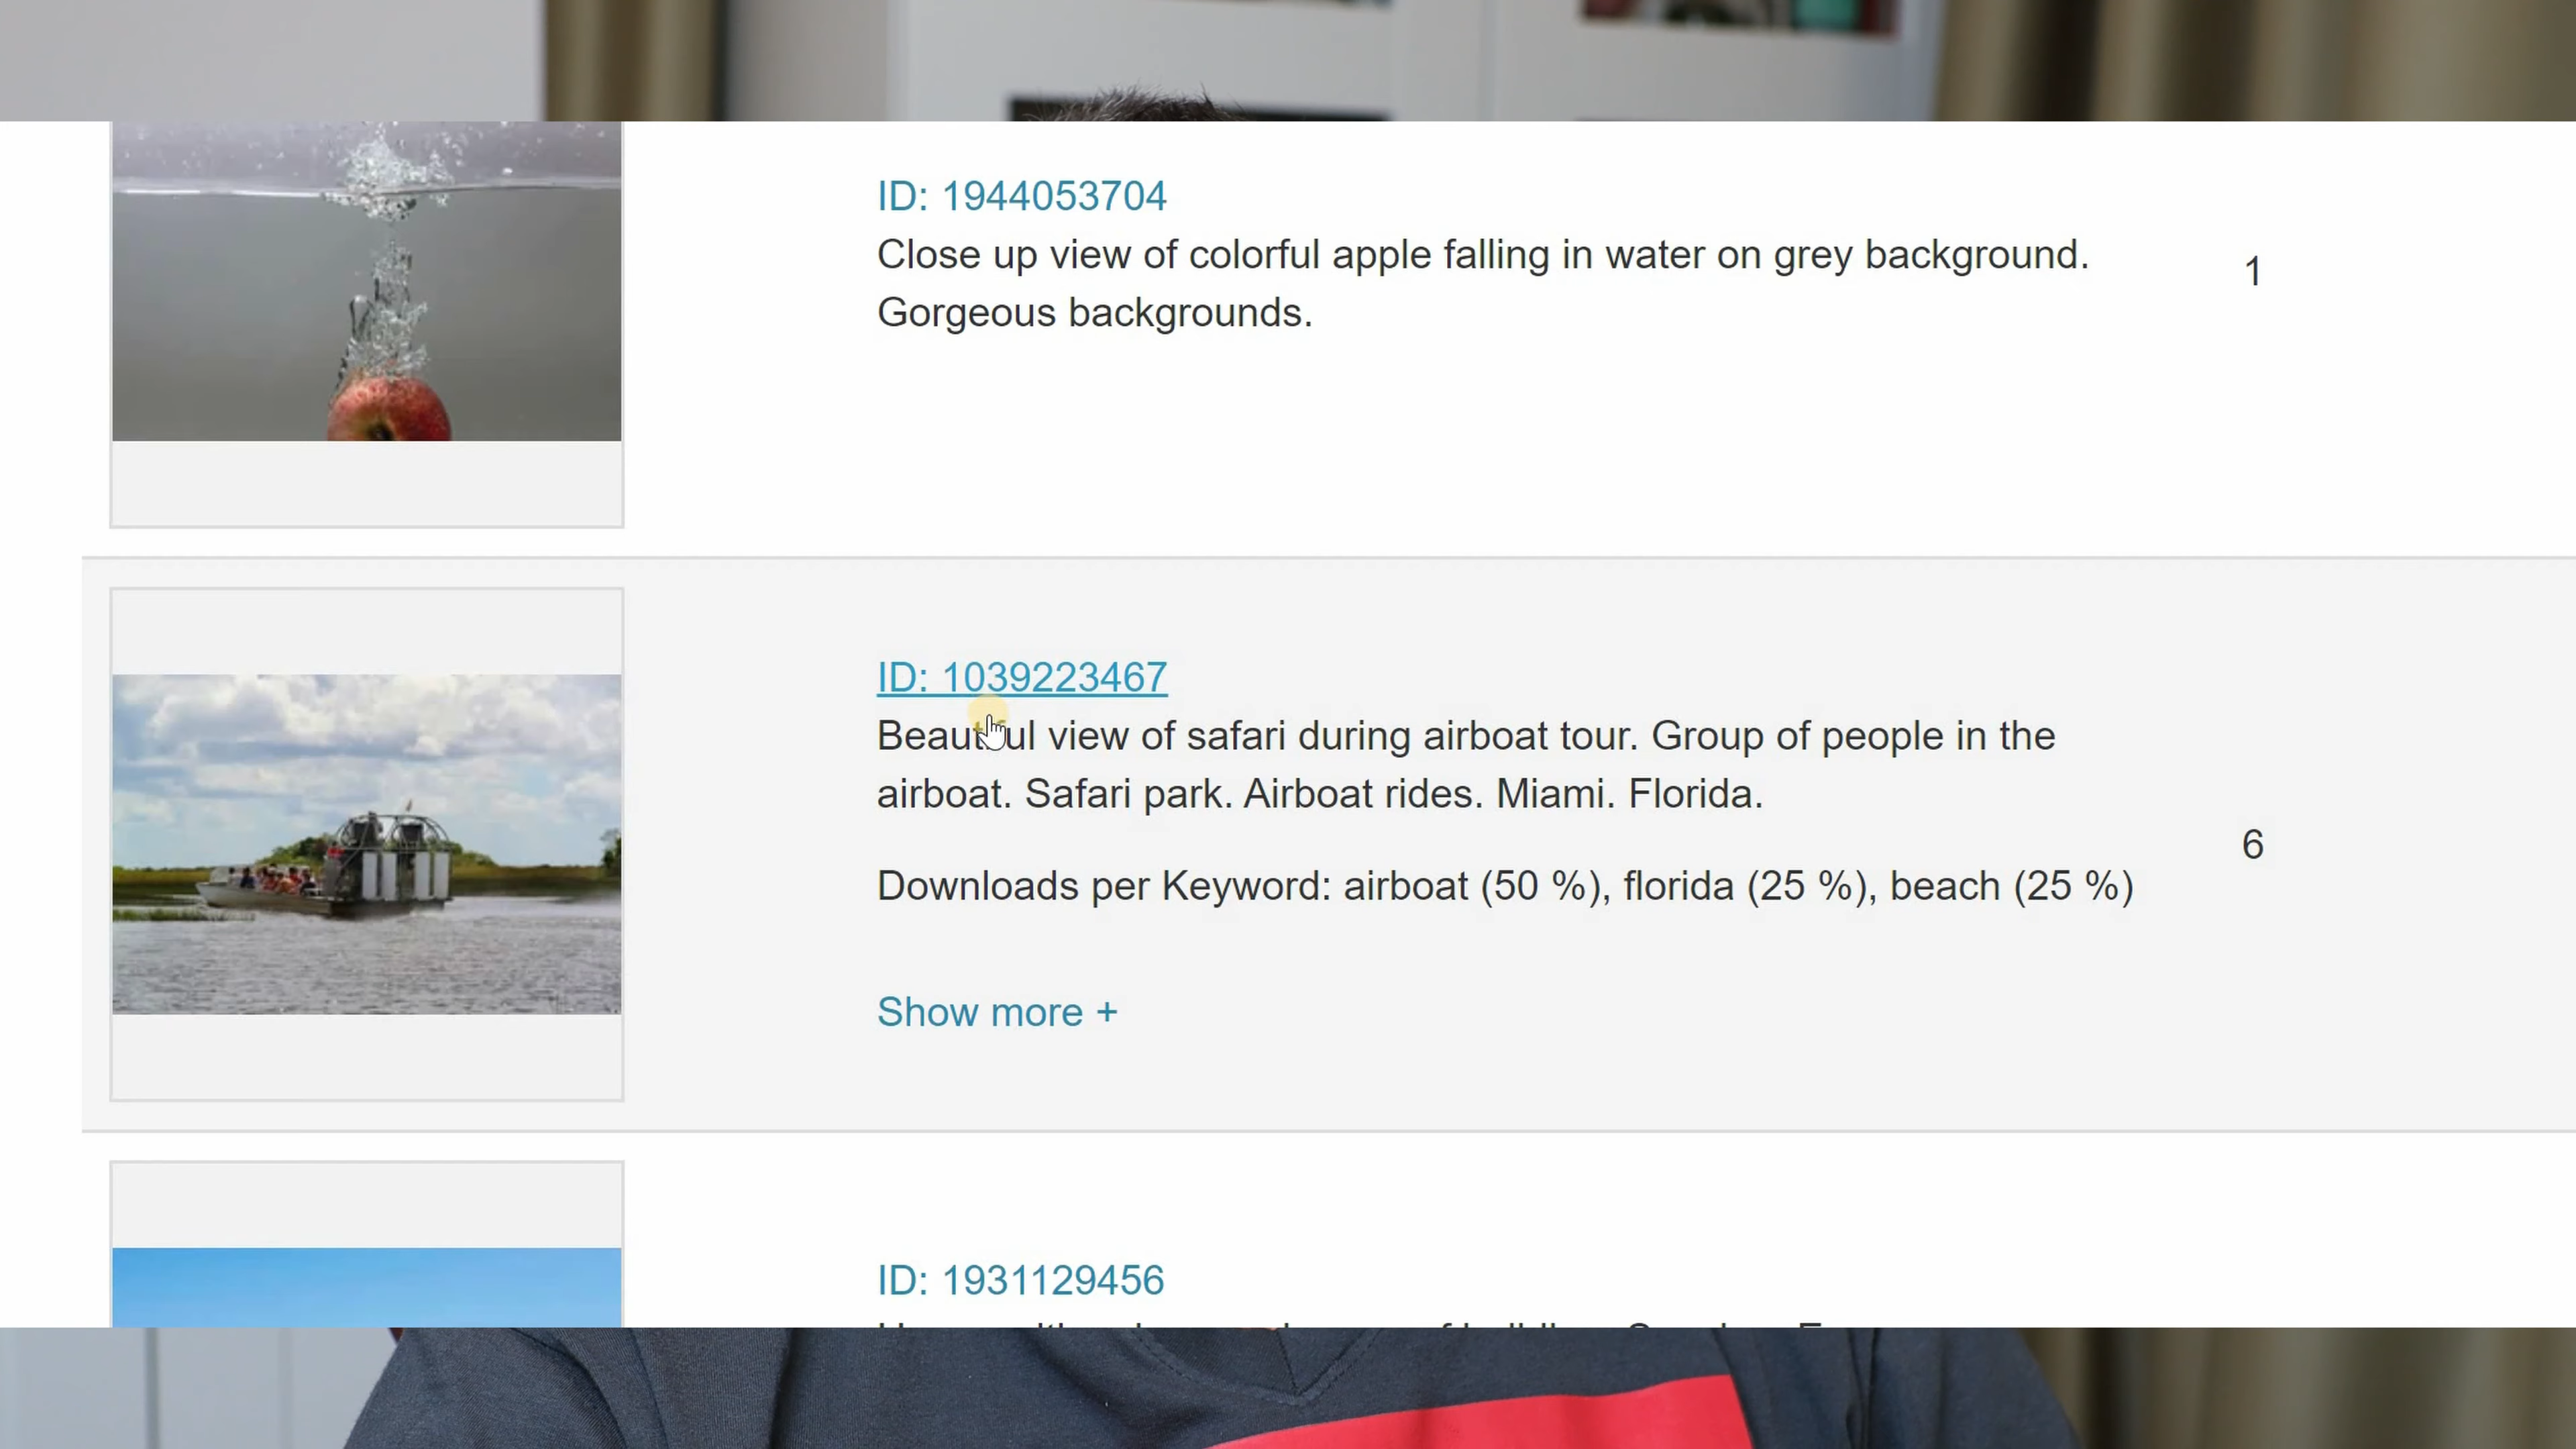 ID: 1944053704
Close up view of colorful apple falling in water on grey background.
Gorgeous backgrounds.
1
ID: 1039223467
Beautiful view of safari during airboat tour. Group of people in the
airboat. Safari park. Airboat rides. Miami. Florida.
6
Downloads per Keyword: airboat (50 %), florida (25 %), beach (25 %)
Show more +
ID: 1931129456